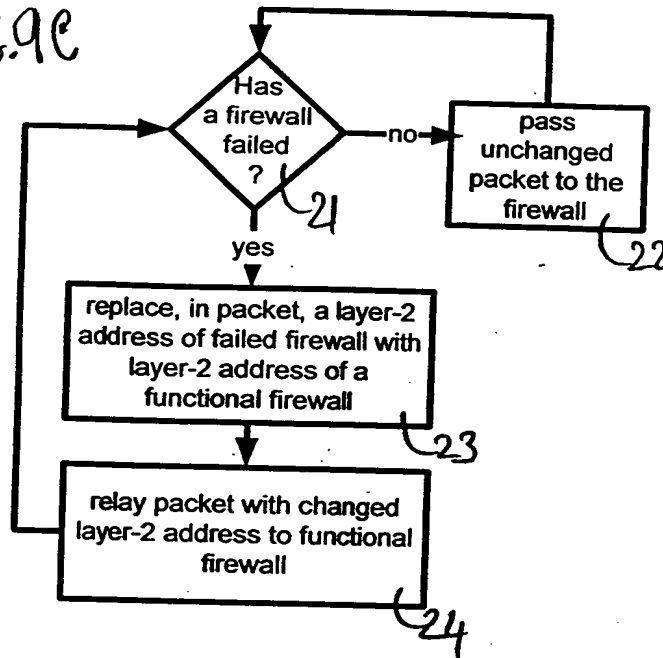 .9e
Has
a firewall
failed
?
21
no
pass
unchanged
packet to the
firewall
22
yes
replace, in packet, a layer-2
address of failed firewall with
layer-2 address of a
functional firewall
23
relay packet with changed
layer-2 address to functional
firewall
24